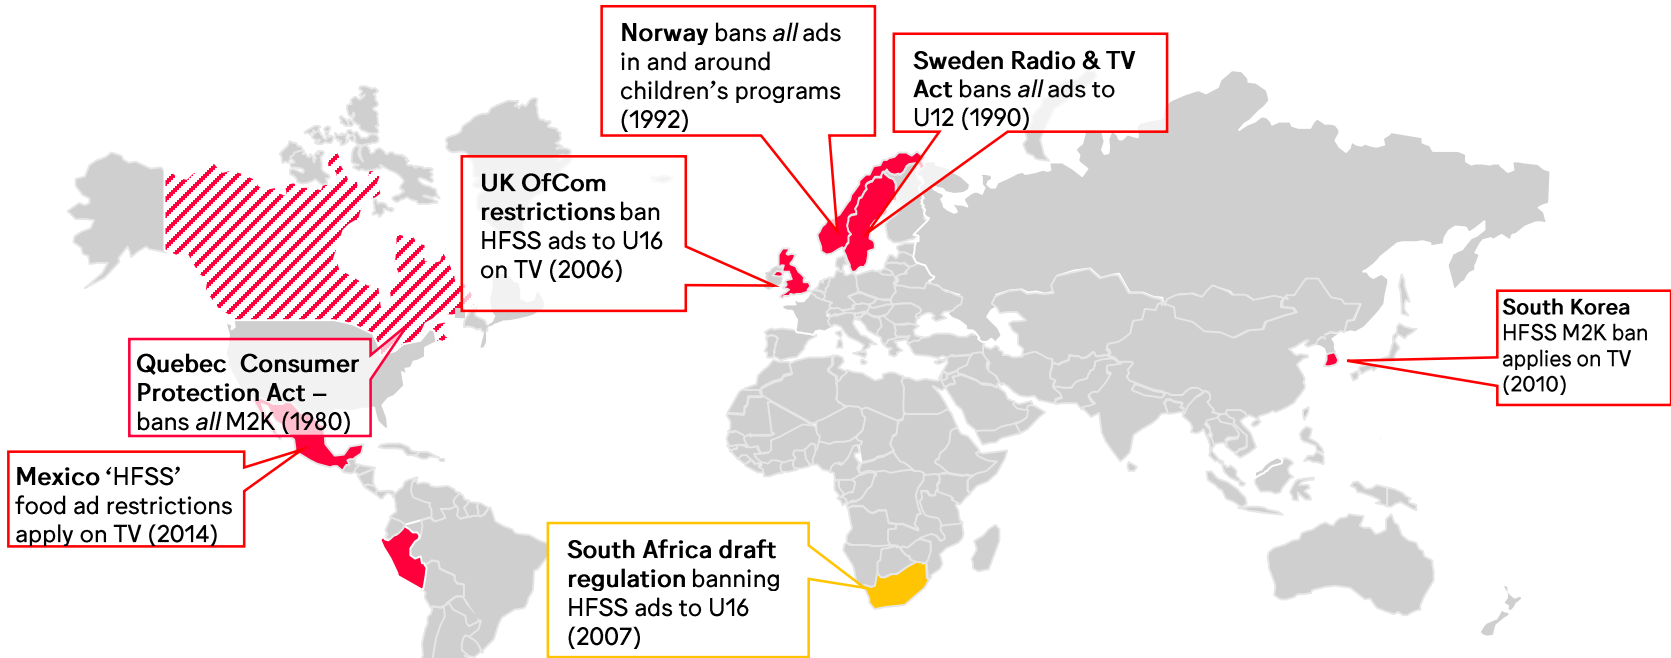 Norway bans all ads
in and around
children's programs
(1992)
Sweden Radio & TV
Act bans all ads to
U12 (1990)
UK OfCom
restrictions ban
HFSS ads to U16
on TV (2006)
South Korea
HFSS M2K ban
applies on TV
(2010)
Quebec Consumer
Protection Act –
bans all M2K (1980)
Mexico ‘HFSS’
food ad restrictions
apply on TV (2014)
South Africa draft
regulation banning
HFSS ads to U16
(2007)